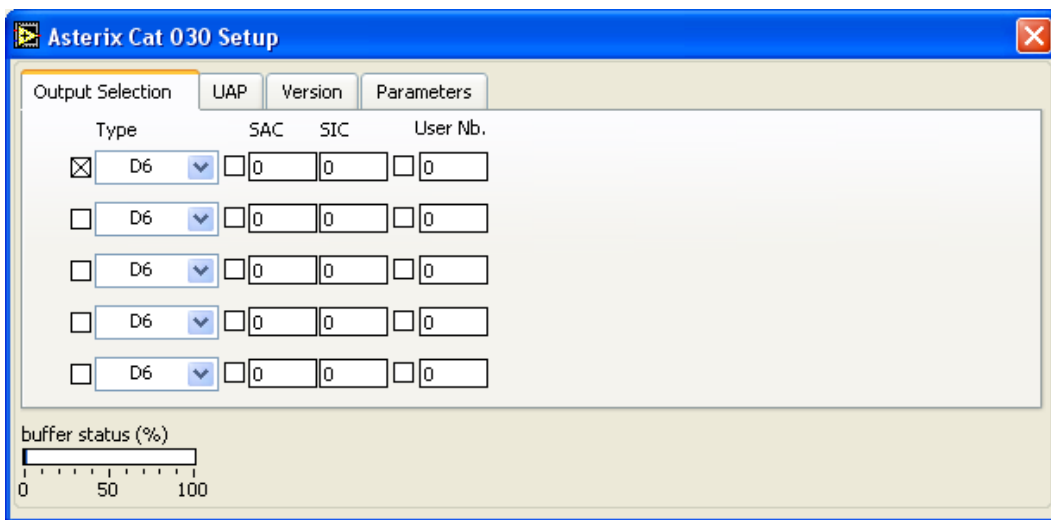 Asterix Cat 030 Setup
Output Selection UAP Version Parameters
Type SAC SIC User Nb.
D6 0 0 0
D6 0 0 0
D6 0 0 0
D6 0 0 0
D6 0 0 0
buffer status (%)
0 50 100